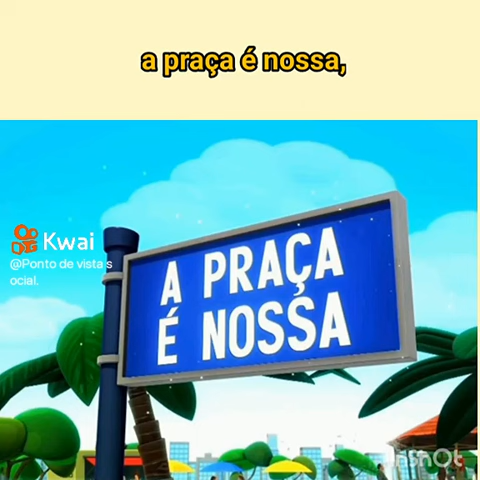 a praça é nossa,
Kwai
@Ponto de vista s
ocial.
A PRAÇA
É NOSSA